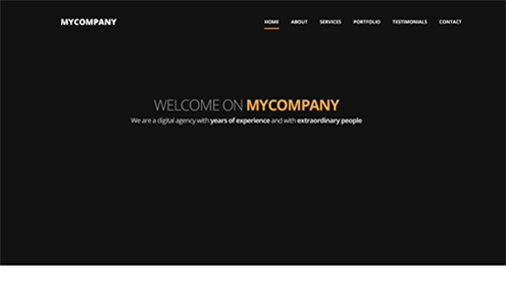 MYCOMPANY
HOME ABOUT SERVICES PORTFOLIO TESTIMONIALS CONTACT
WELCOME ON MYCOMPANY
We are a digital agency with years of experience and with extraordinary people